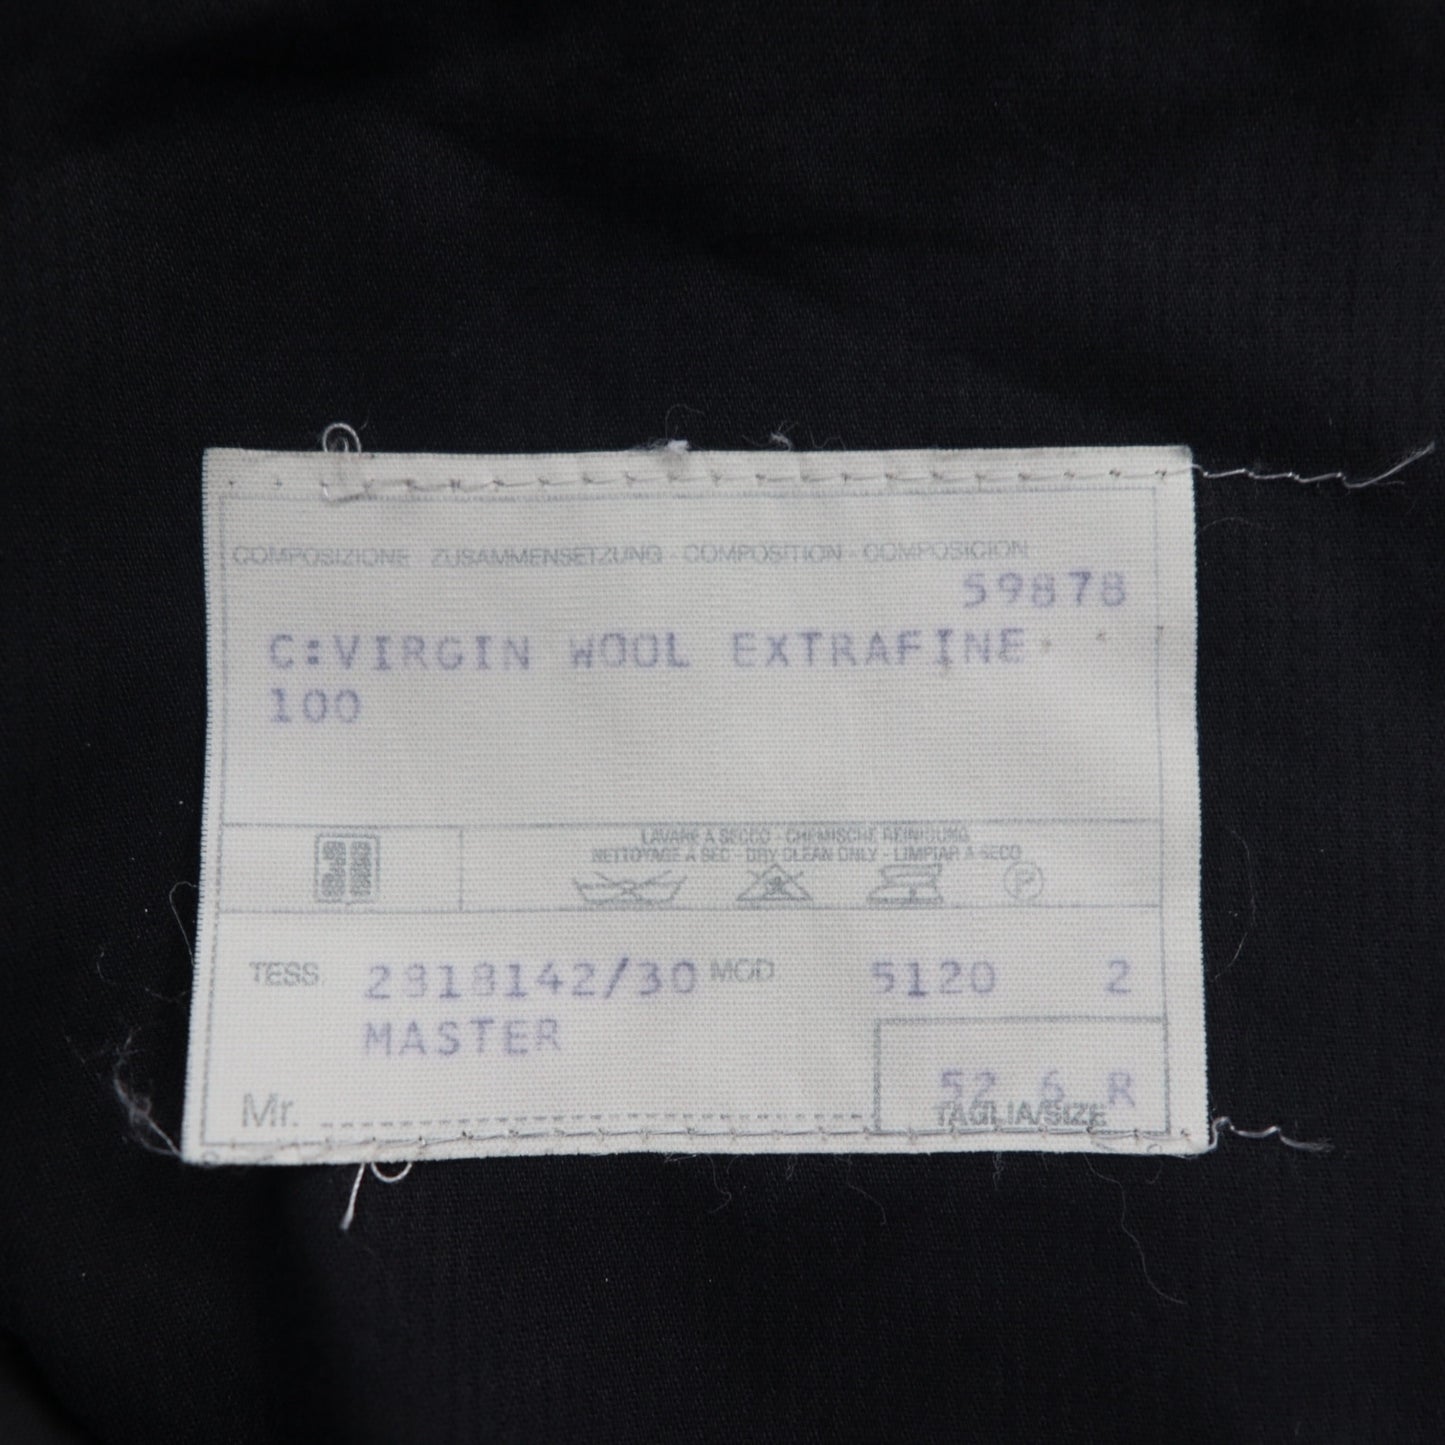 COMPOSIZIONE ZUSAMMENSETZUNG - COMPOSITION - COMPOSICION
59878
C:VIRGIN WOOL EXTRAFINE
100
LAVARE A SECCO - CHEMISCHE REINIGUNG
NETTOYAGE A SEC - DRY CLEAN ONLY - LIMPIAR A SECO
P
TESS. 2818142/30 MOD 5120 2
MASTER
52 6 R
Mr. TAGLIA/SIZE